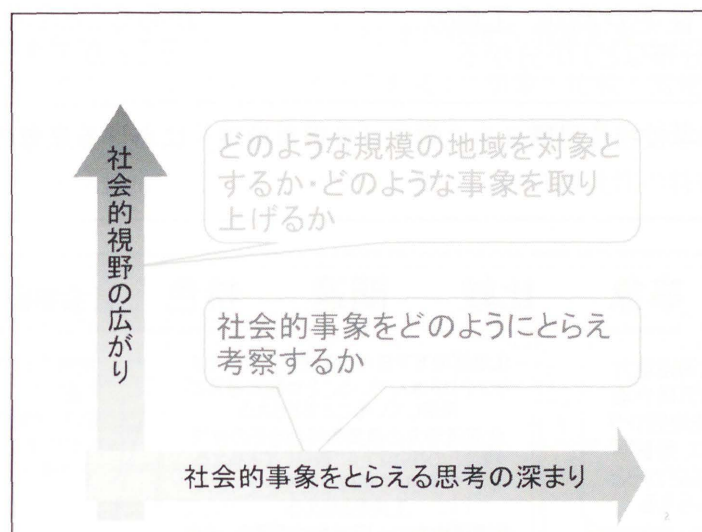 社会的視野の広がり
どのような規模の地域を対象と
するか・どのような事象を取り
上げるか
社会的事象をどのようにとらえ
考察するか
社会的事象をとらえる思考の深まり
2